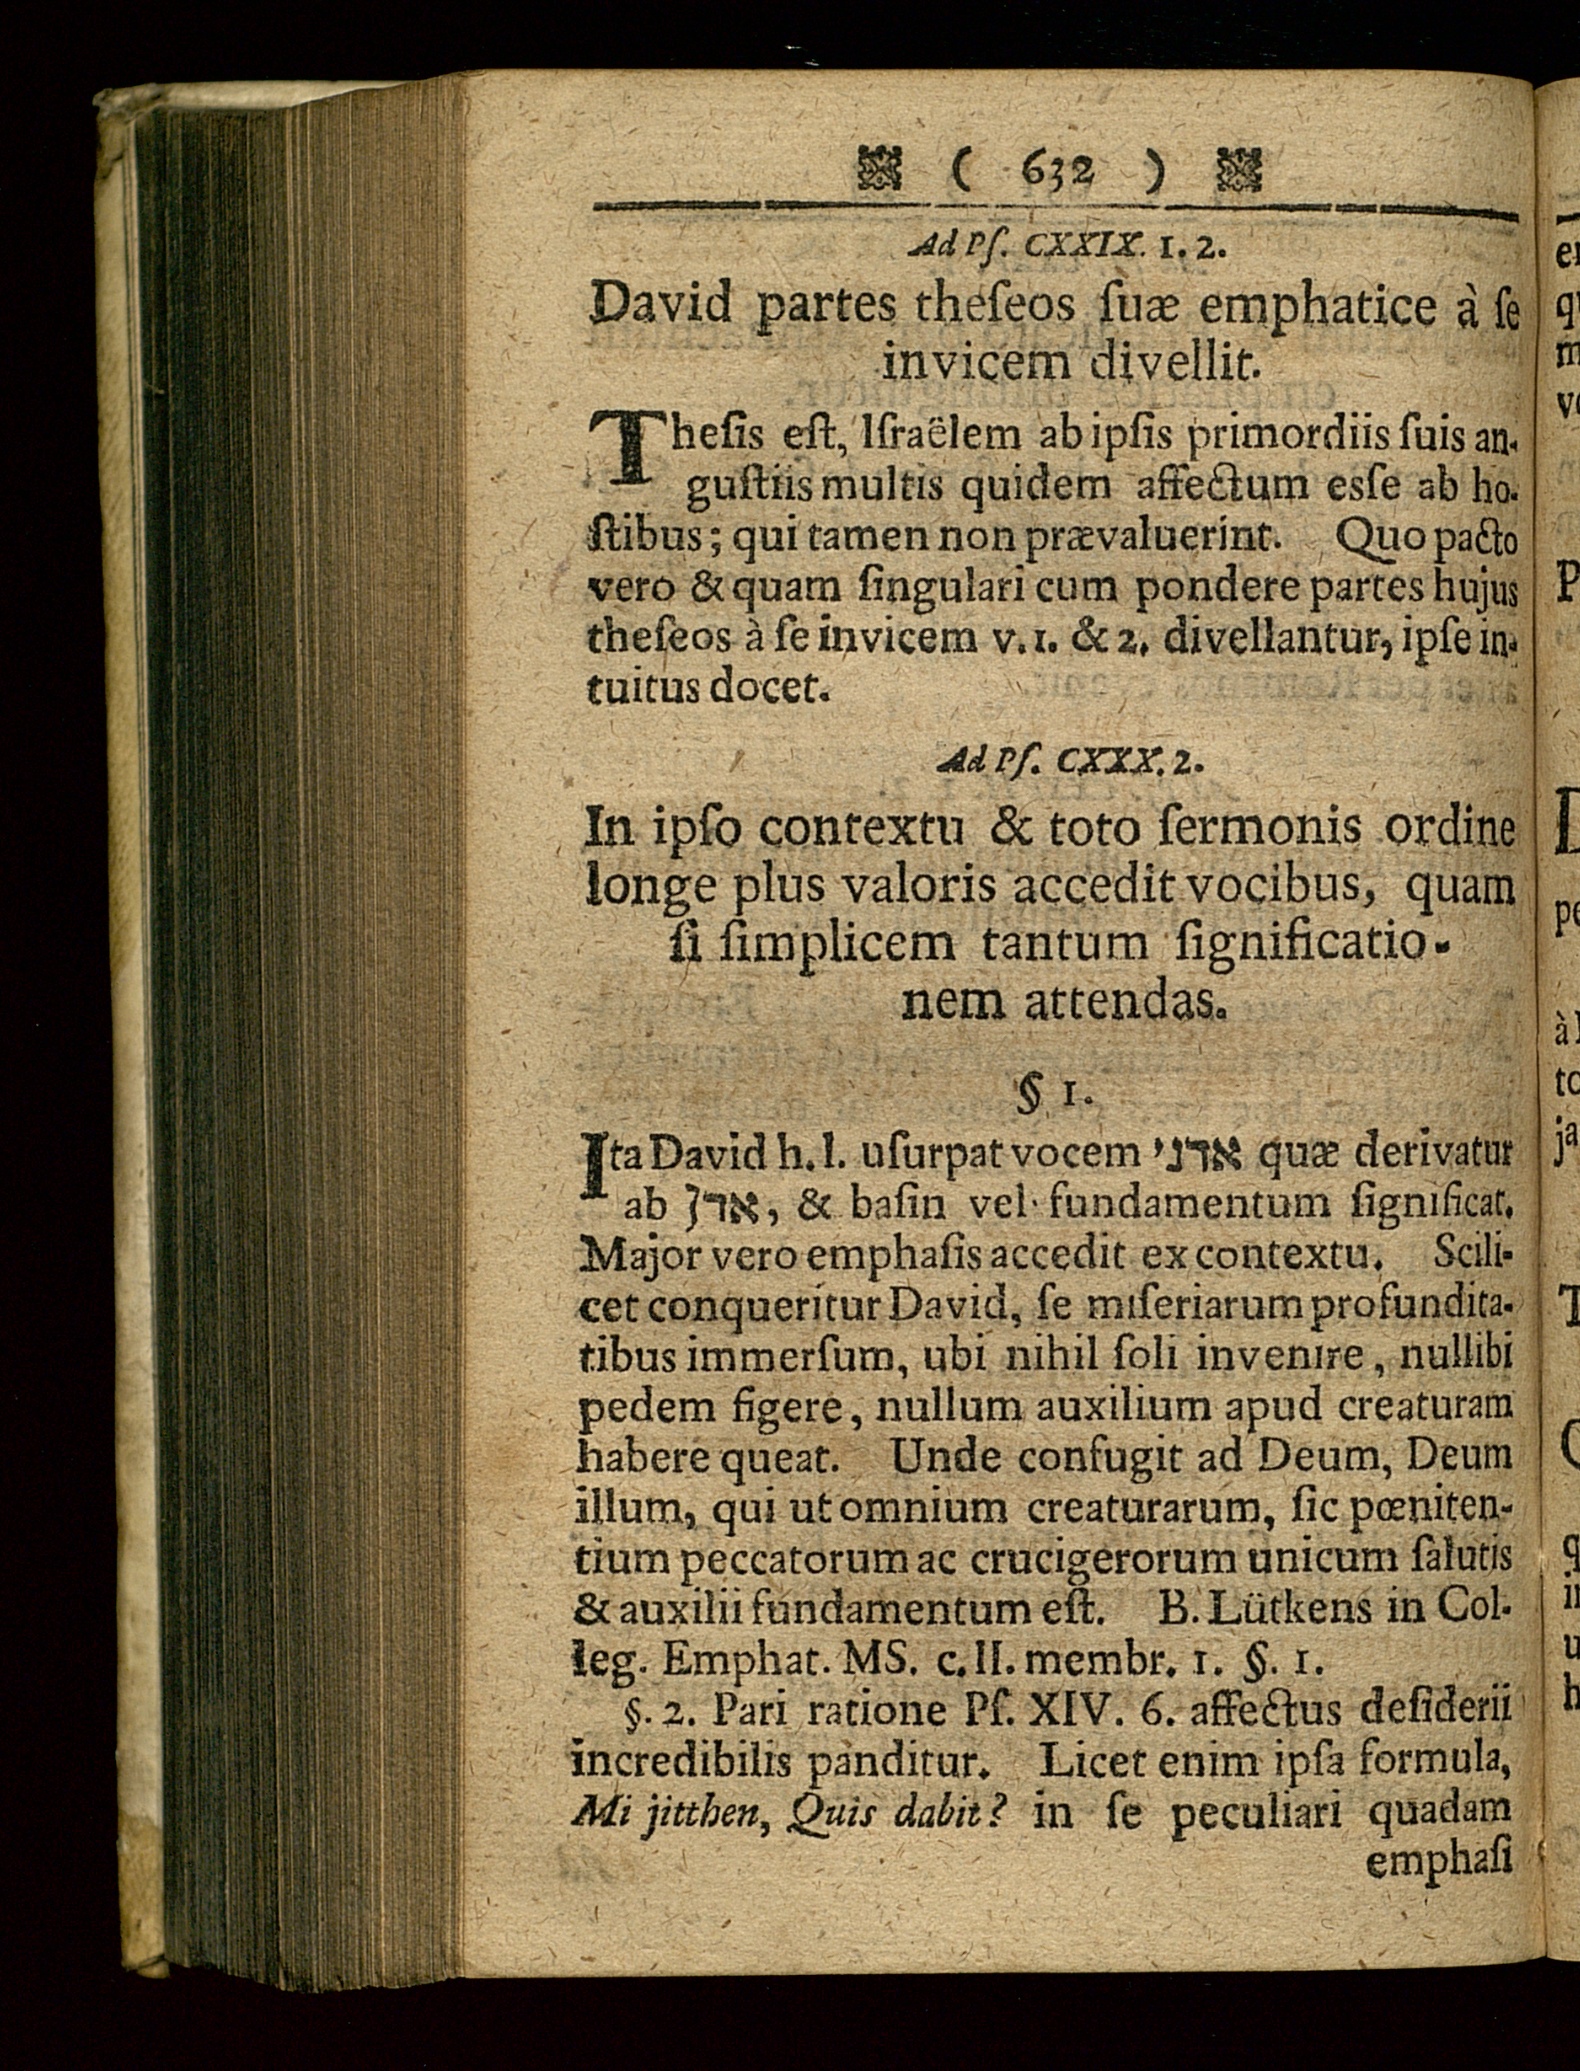 ( 632 )
Ad Pſ. CXXIX. 1. 2.
David partes theſeos ſuæ emphatice à ſe
invicem divellit.
Theſis eſt, Iſraëlem ab ipſis primordiis ſuis an-
guſtiis multis quidem affectum esſe ab ho-
ſtibus; qui tamen non prævaluerint. Quo pacto
vero & quam ſingulari cum pondere partes hujus
theſeos à ſe invicem v. 1. & 2. divellantur, ipſe in-
tuitus docet.
Ad Pſ. CXXX. 2.
In ipſo contextu & toto ſermonis ordine
longe plus valoris accedit vocibus, quam
ſi ſimplicem tantum ſignificatio-
nem attendas.
§ 1.
Ita David h. l. uſurpat vocem אדני quæ derivatur
ab אדן, & baſin vel fundamentum ſignificat.
Major vero emphaſis accedit ex contextu. Scili-
cet conqueritur David, ſe miſeriarum profundita-
tibus immerſum, ubi nihil ſoli invenire, nullibi
pedem figere, nullum auxilium apud creaturam
habere queat. Unde confugit ad Deum, Deum
illum, qui ut omnium creaturarum, ſic pœniten-
tium peccatorum ac crucigerorum unicum ſalutis
& auxilii fundamentum eſt. B. Lütkens in Col-
leg. Emphat. MS. c. II. membr. 1. §. 1.
§. 2. Pari ratione Pſ. XIV. 6. affectus deſiderii
incredibilis panditur. Licet enim ipſa formula,
Mi jitthen, Quis dabit? in ſe peculiari quadam
emphaſi